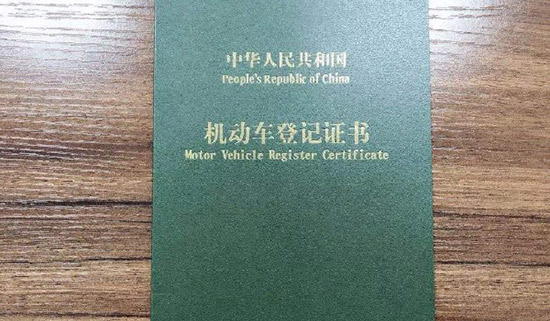 中华人民共和国
People's Republic of China
机动车登记证书
Motor Vehicle Register Certificate